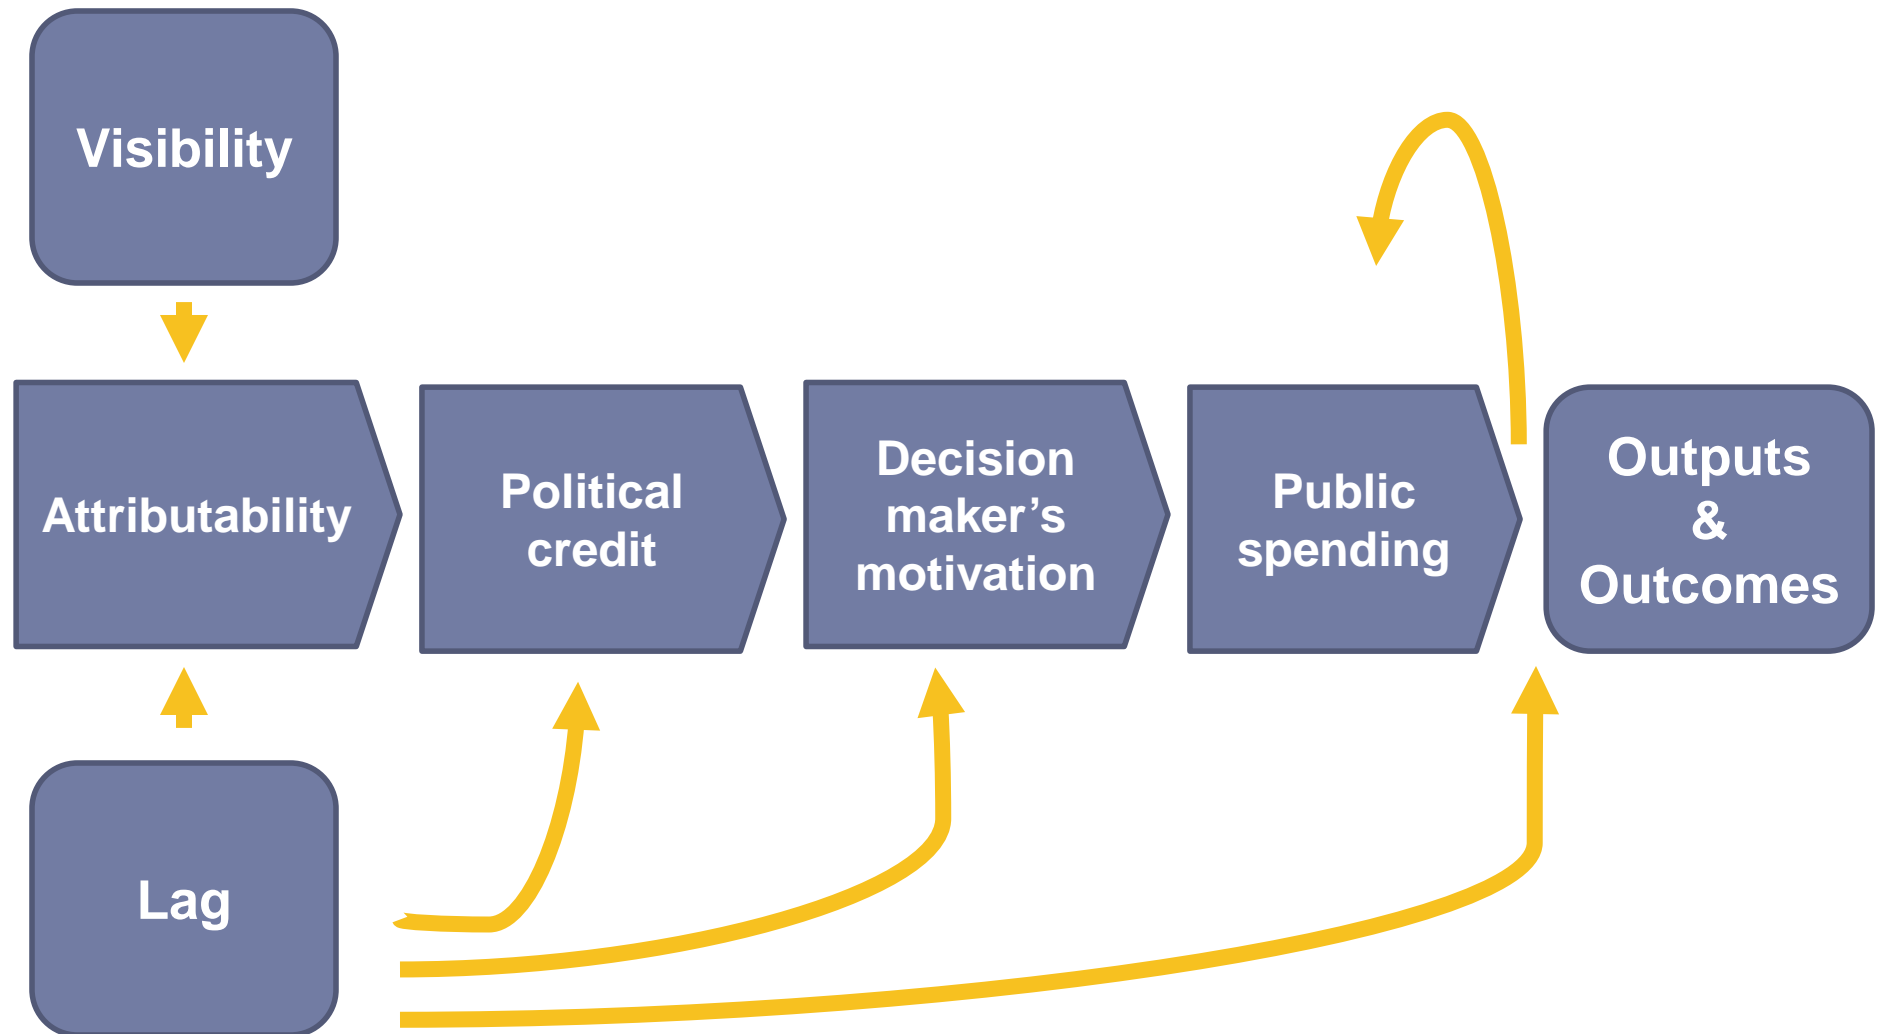 Visibility
Attributability
Political
credit
Decision
maker’s
motivation
Public
spending
Outputs
&
Outcomes
Lag